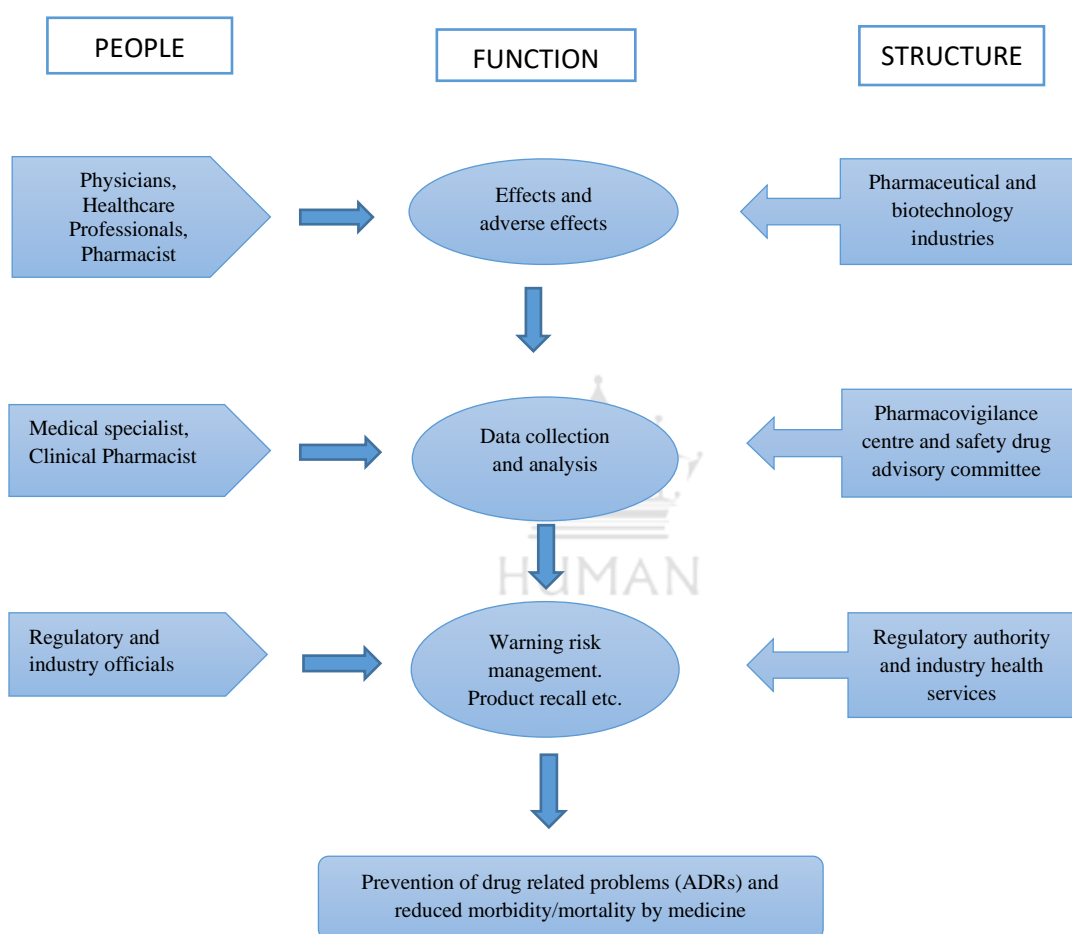 PEOPLE
FUNCTION
STRUCTURE
Physicians,
Healthcare
Professionals,
Pharmacist
Effects and
adverse effects
Pharmaceutical and
biotechnology
industries
Medical specialist,
Clinical Pharmacist
Data collection
and analysis
Pharmacovigilance
centre and safety drug
advisory committee
HUMAN
Regulatory and
industry officials
Warning risk
management.
Product recall etc.
Regulatory authority
and industry health
services
Prevention of drug related problems (ADRs) and
reduced morbidity/mortality by medicine